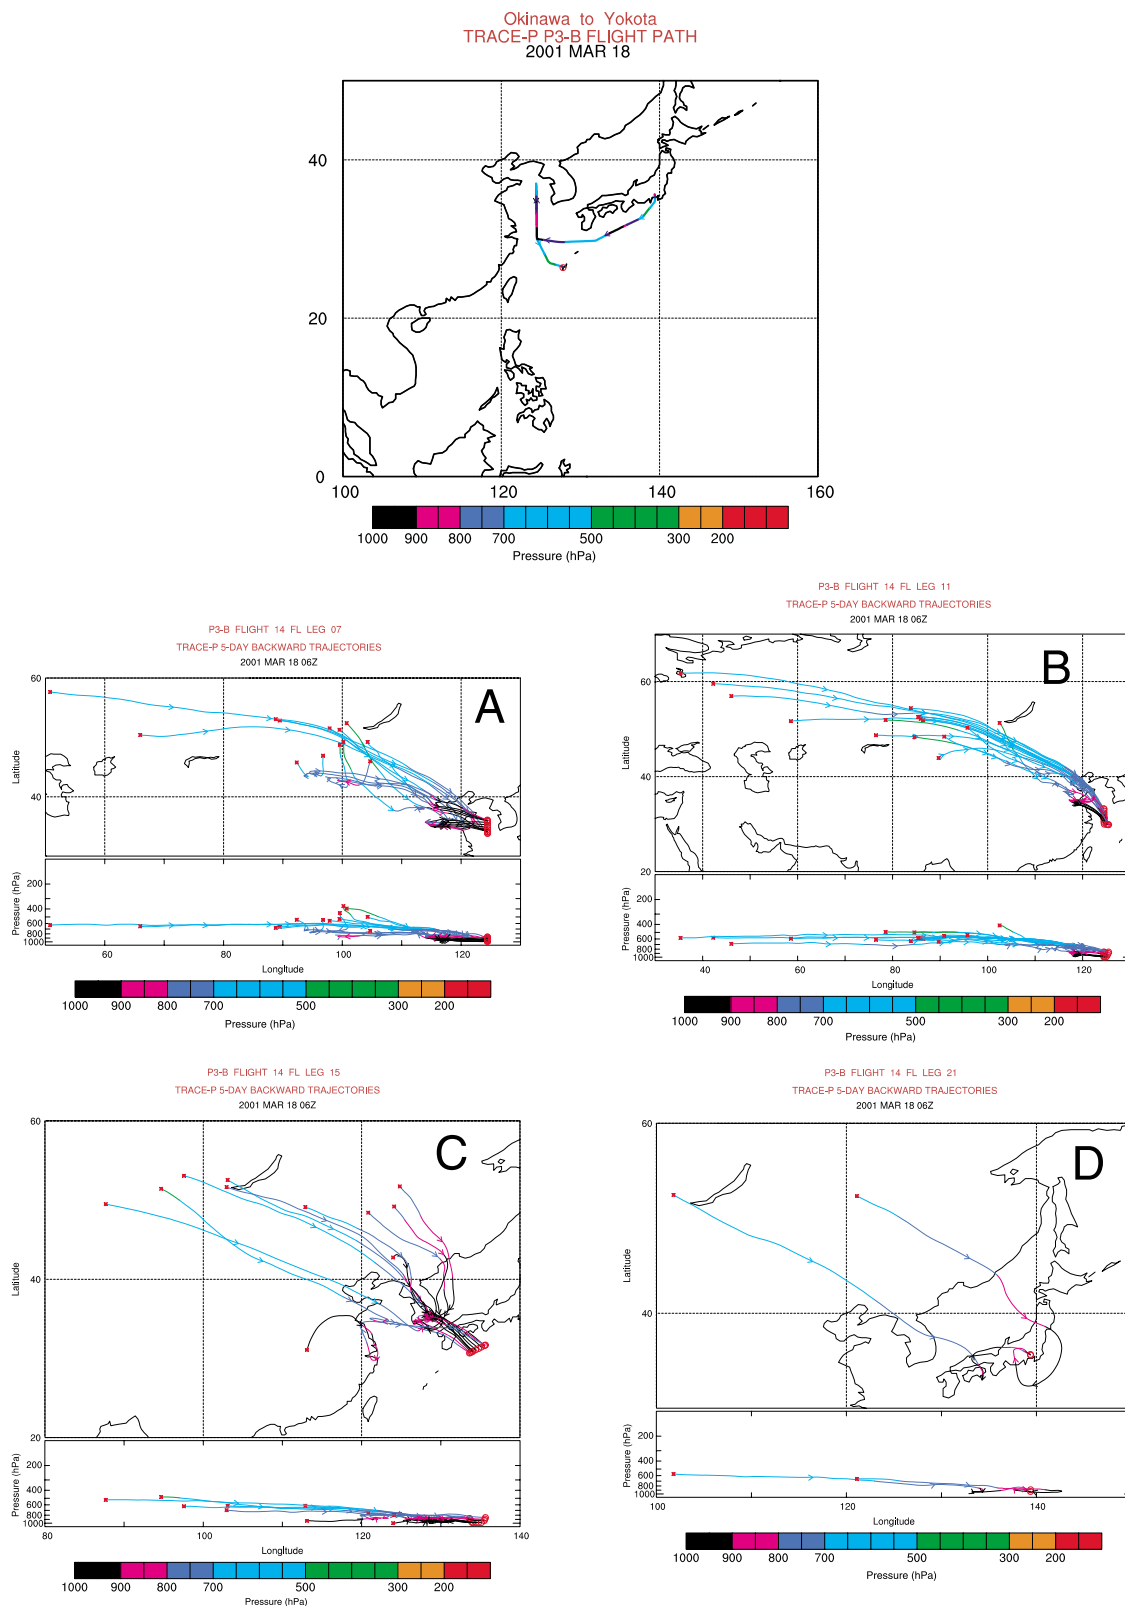 Okinawa to Yokota
TRACE-P P3-B FLIGHT PATH
2001 MAR 18
40
20
0
100 120 140 160
1000 900 800 700 500 300 200
Pressure (hPa)
P3-B FLIGHT 14 FL LEG 07
TRACE-P 5-DAY BACKWARD TRAJECTORIES
2001 MAR 18 06Z
A
60
40
Latitude
200
400
600
800
1000
Pressure (hPa)
60 80 100 120
Longitude
1000 900 800 700 500 300 200
Pressure (hPa)
P3-B FLIGHT 14 FL LEG 11
TRACE-P 5-DAY BACKWARD TRAJECTORIES
2001 MAR 18 06Z
B
60
40
20
Latitude
200
400
600
800
1000
Pressure (hPa)
40 60 80 100 120
Longitude
1000 900 800 700 500 300 200
Pressure (hPa)
P3-B FLIGHT 14 FL LEG 15
TRACE-P 5-DAY BACKWARD TRAJECTORIES
2001 MAR 18 06Z
C
60
40
20
Latitude
200
400
600
800
1000
Pressure (hPa)
80 100 120 140
Longitude
1000 900 800 700 500 300 200
Pressure (hPa)
P3-B FLIGHT 14 FL LEG 21
TRACE-P 5-DAY BACKWARD TRAJECTORIES
2001 MAR 18 06Z
D
60
40
Latitude
200
400
600
800
1000
Pressure (hPa)
100 120 140
Longitude
1000 900 800 700 500 300 200
Pressure (hPa)